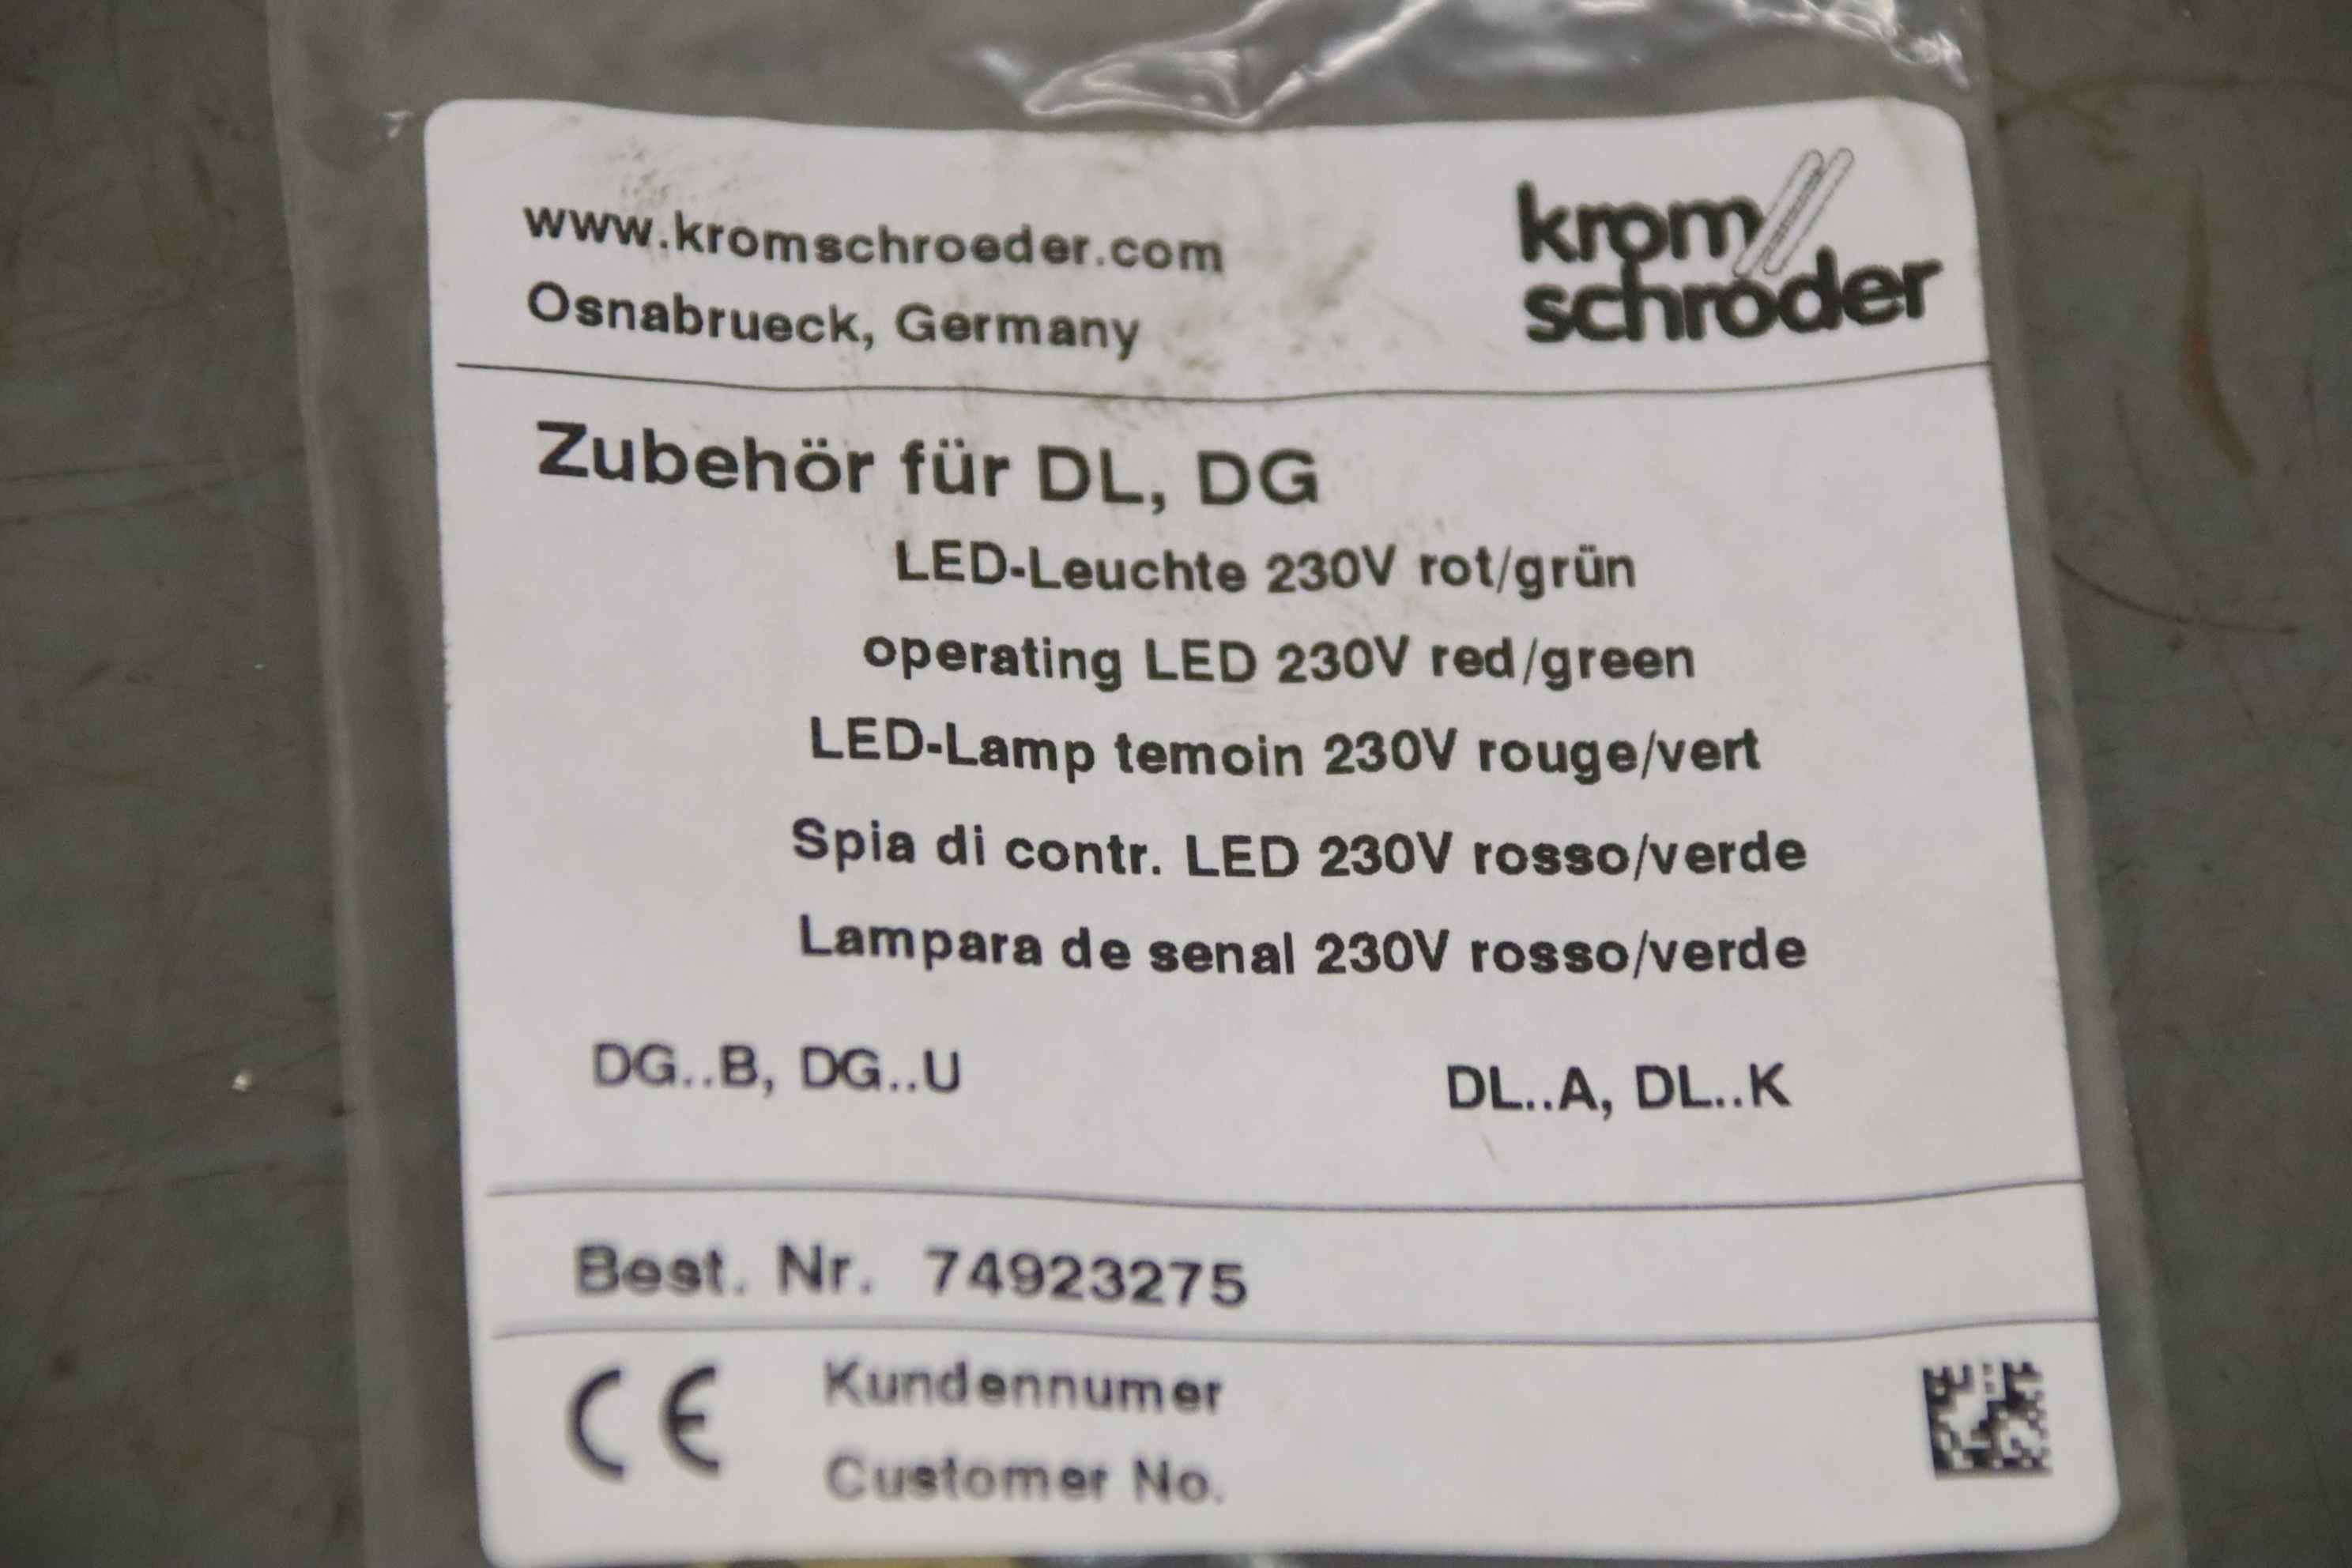 www.kromschroeder.com
Osnabrueck, Germany
krom
schröder
Zubehör für DL, DG
LED-Leuchte 230V rot/grün
operating LED 230V red/green
LED-Lamp temoin 230V rouge/vert
Spia di contr. LED 230V rosso/verde
Lampara de senal 230V rosso/verde
DG..B, DG..U DL..A, DL..K
Best. Nr. 74923275
CE Kundennumer
Customer No.